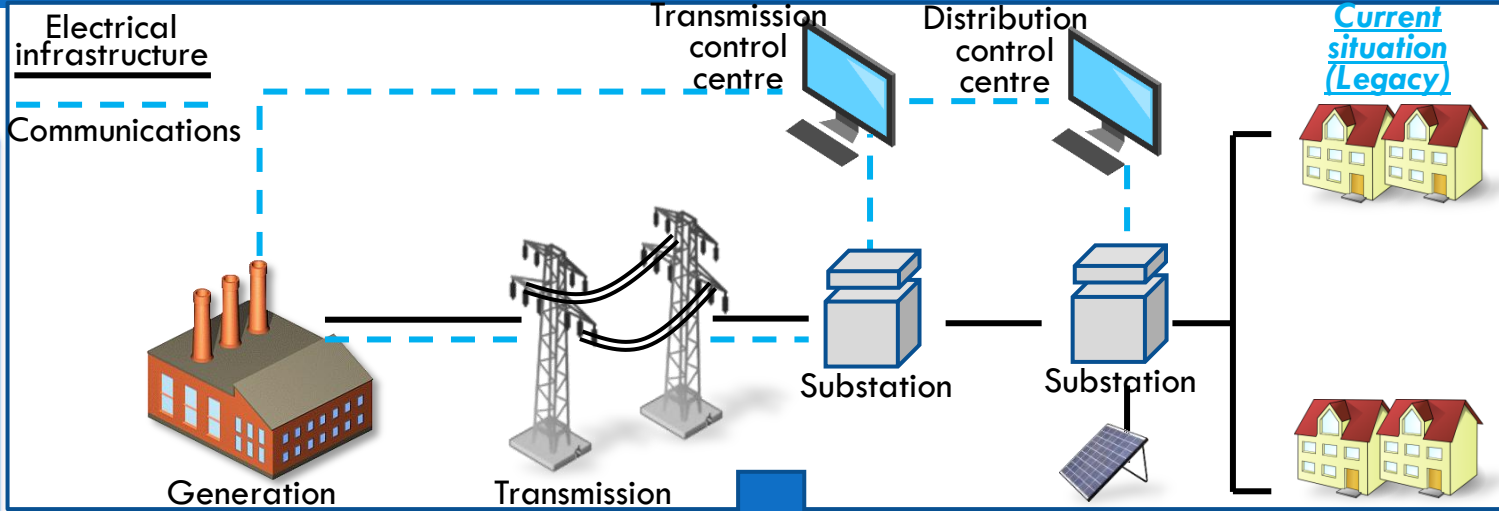 Electrical
infrastructure
Communications
Transmission
control
centre
Distribution
control
centre
Current
situation
(Legacy)
Substation
Substation
Generation
Transmission